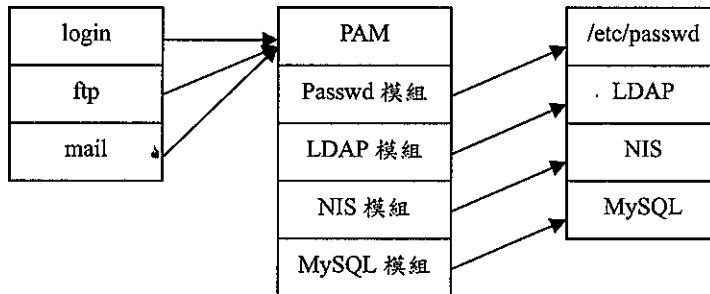 login
ftp
mail
PAM
Passwd 模組
LDAP 模組
NIS 模組
MySQL 模組
/etc/passwd
LDAP
NIS
MySQL